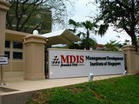 MDIS
Management Development
Institute of Singapore